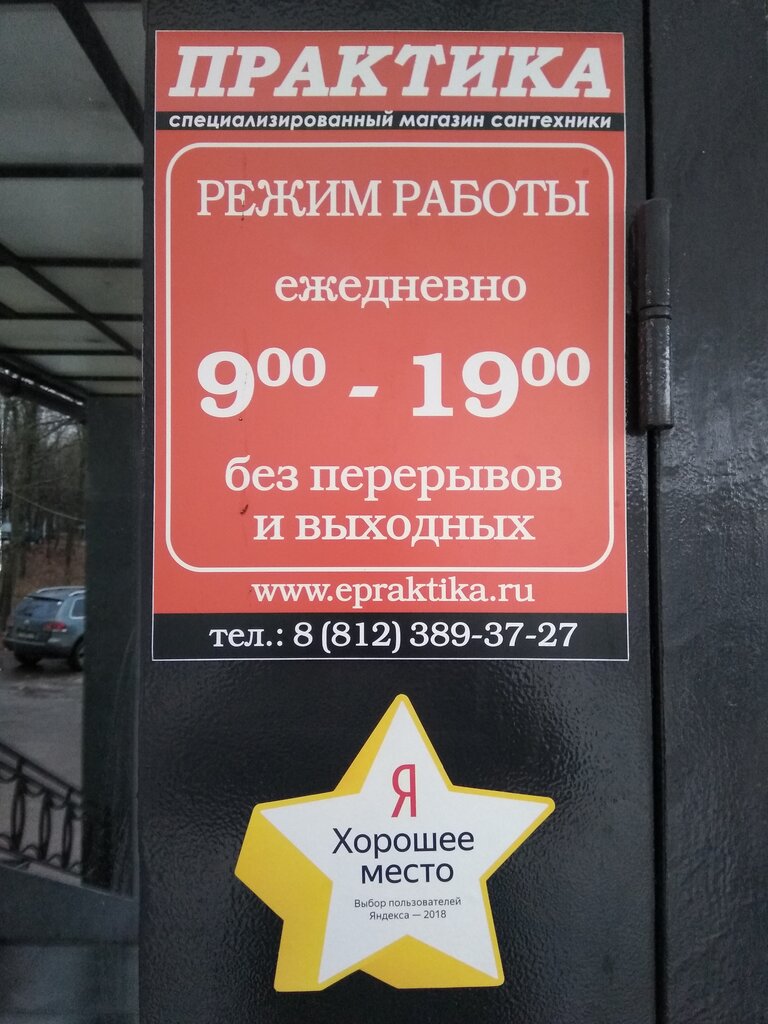 ПРАКТИКА
специализированный магазин сантехники
РЕЖИМ РАБОТЫ
ежедневно
9⁰⁰ - 19⁰⁰
без перерывов
и выходных
www.epraktika.ru
тел.: 8 (812) 389-37-27
Я
Хорошее
место
Выбор пользователей
Яндекса — 2018